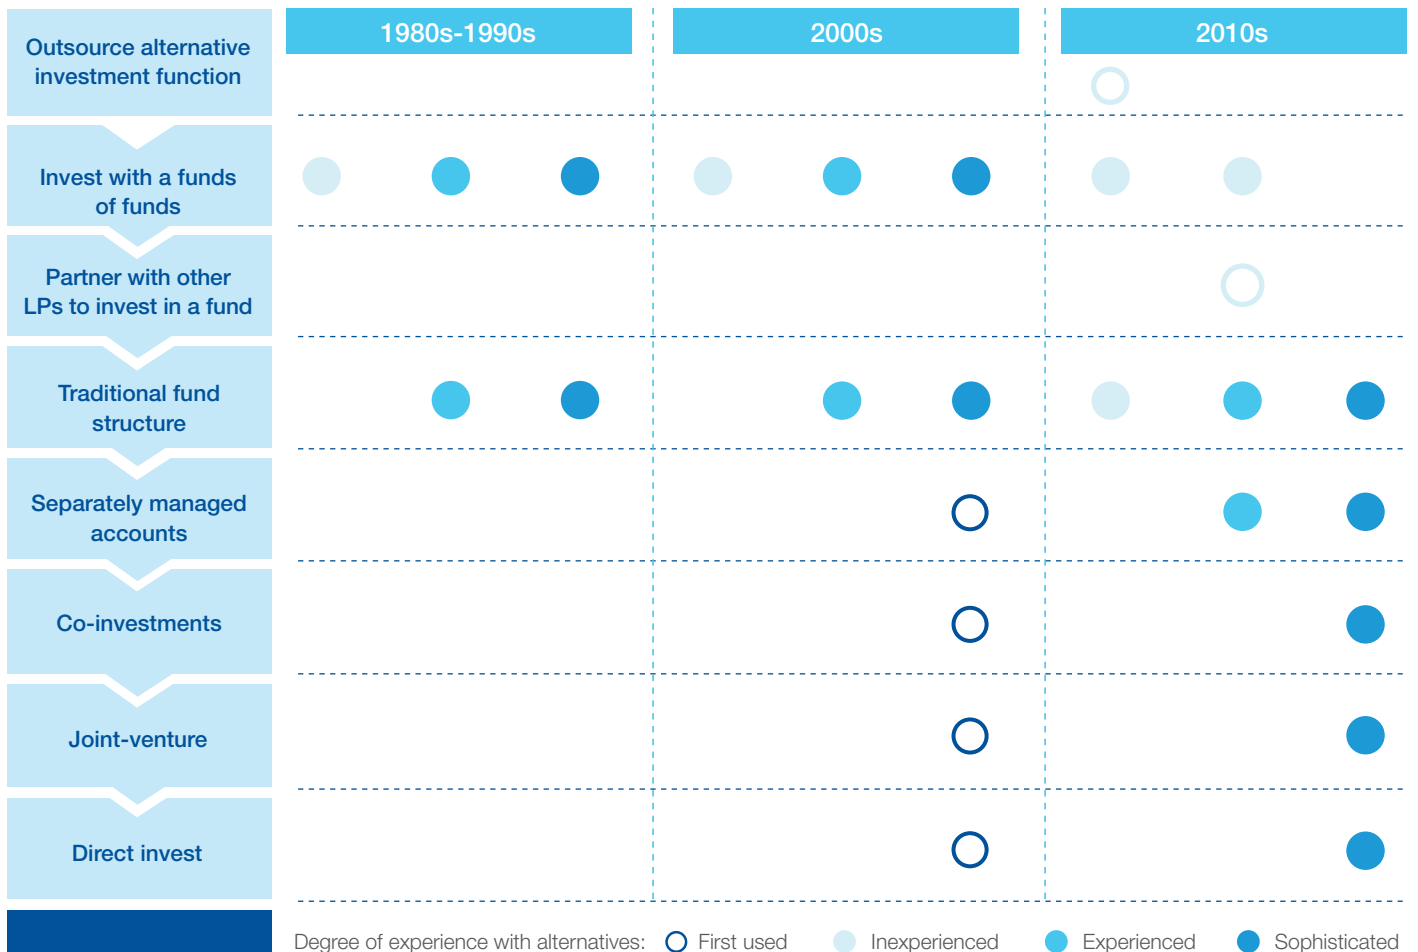 1980s-1990s
2000s
2010s
Outsource alternative
investment function
Invest with a funds
of funds
Partner with other
LPs to invest in a fund
Traditional fund
structure
Separately managed
accounts
Co-investments
Joint-venture
Direct invest
Degree of experience with alternatives: First used Inexperienced Experienced Sophisticated